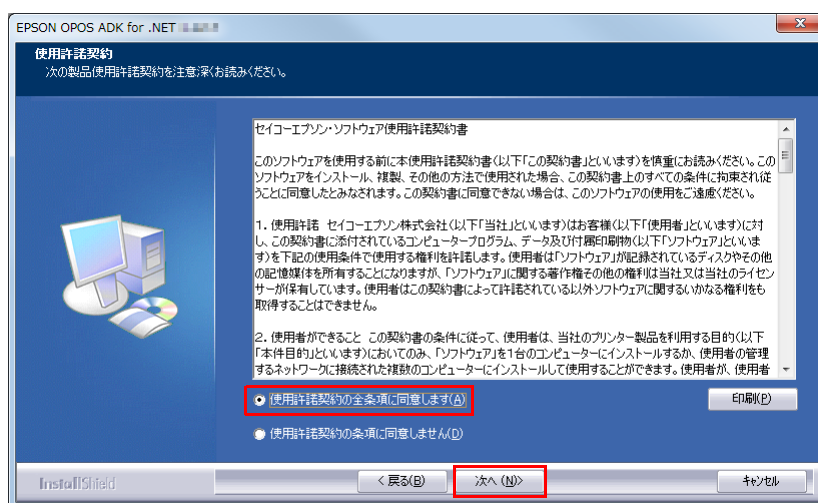 EPSON OPOS ADK for .NET
使用許諾契約
次の製品使用許諾契約を注意深くお読みください。
セイコーエプソン・ソフトウェア使用許諾契約書
このソフトウェアを使用する前に本使用許諾契約書(以下「この契約書」といいます)を慎重にお読みください。この
ソフトウェアをインストール、複製、その他の方法で使用された場合、この契約書上のすべての条件に拘束され従
うことに同意したとみなされます。この契約書に同意できない場合は、このソフトウェアの使用をご遠慮ください。
1. 使用許諾 セイコーエプソン株式会社(以下「当社」といいます)はお客様(以下「使用者」といいます)に対
し、この契約書に添付されているコンピュータープログラム、データ及び付属印刷物(以下「ソフトウェア」といいま
す)を下記の使用条件で使用する権利を許諾します。使用者は「ソフトウェア」が記録されているディスクやその他
の記憶媒体を所有することになりますが、「ソフトウェア」に関する著作権その他の権利は当社又は当社のライセン
サーが保有しています。使用者はこの契約書によって許諾されている以外ソフトウェアに関するいかなる権利をも
取得することはできません。
2. 使用者ができること この契約書の条件に従って、使用者は、当社のプリンター製品を利用する目的(以下
「本件目的」といいます)においてのみ、「ソフトウェア」を1台のコンピューターにインストールするか、使用者の管理
するネットワークに接続された複数のコンピューターにインストールして使用することができます。使用者が、使用者
使用許諾契約の全条項に同意します(A)
印刷(P)
使用許諾契約の条項に同意しません(D)
InstallShield
< 戻る(B)
次へ (N)>
キャンセル